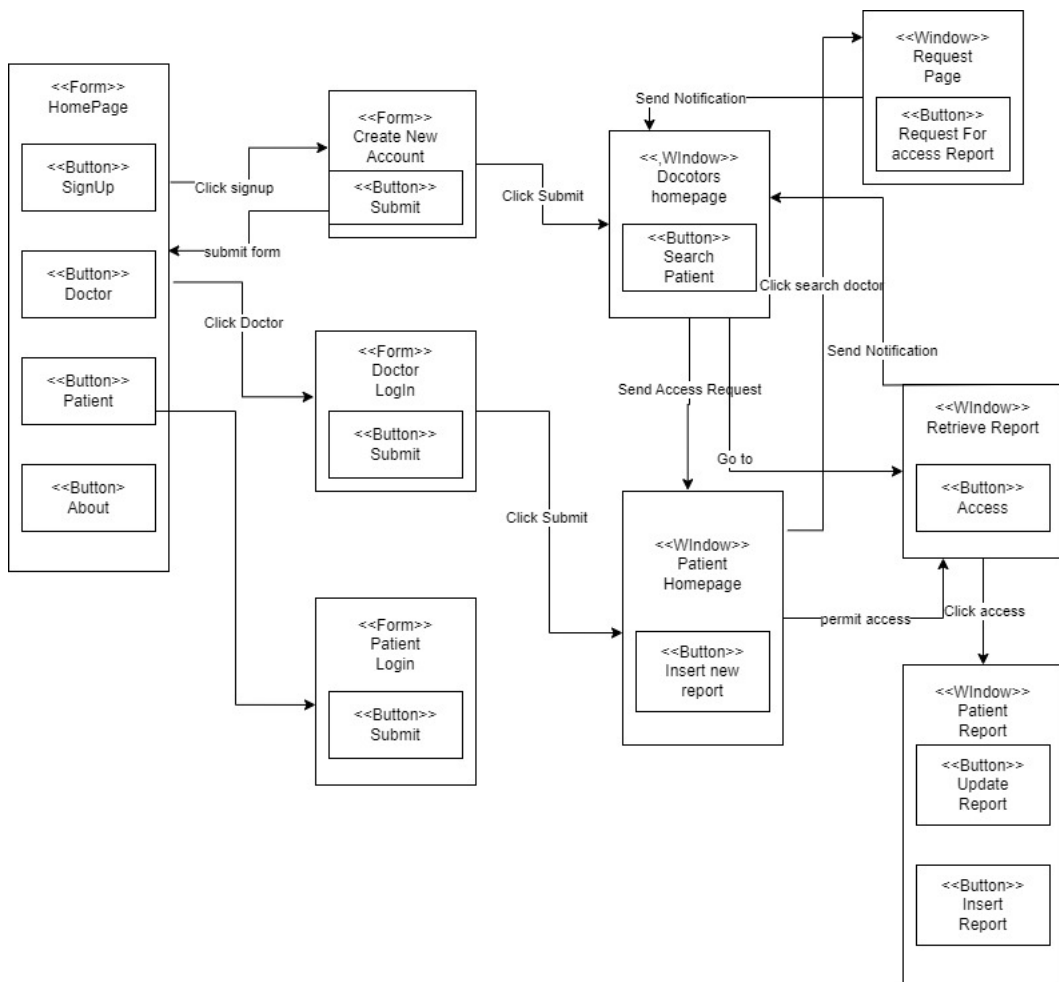 <<Form>>
HomePage
<<Button>>
SignUp
<<Button>>
Doctor
<<Button>>
Patient
<<Button>
About
Click signup
submit form
Click Doctor
<<Form>>
Create New
Account
<<Button>>
Submit
<<Form>>
Doctor
LogIn
<<Button>>
Submit
<<Form>>
Patient
Login
<<Button>>
Submit
Click Submit
Click Submit
Send Notification
<<,WIndow>>
Docotors
homepage
<<Button>>
Search
Patient
Send Access Request
Go to
<<WIndow>>
Patient
Homepage
<<Button>>
Insert new
report
<<Window>>
Request
Page
<<Button>>
Request For
access Report
Click search doctor
Send Notification
<<WIndow>>
Retrieve Report
<<Button>>
Access
permit access
Click access
<<WIndow>>
Patient
Report
<<Button>>
Update
Report
<<Button>>
Insert
Report